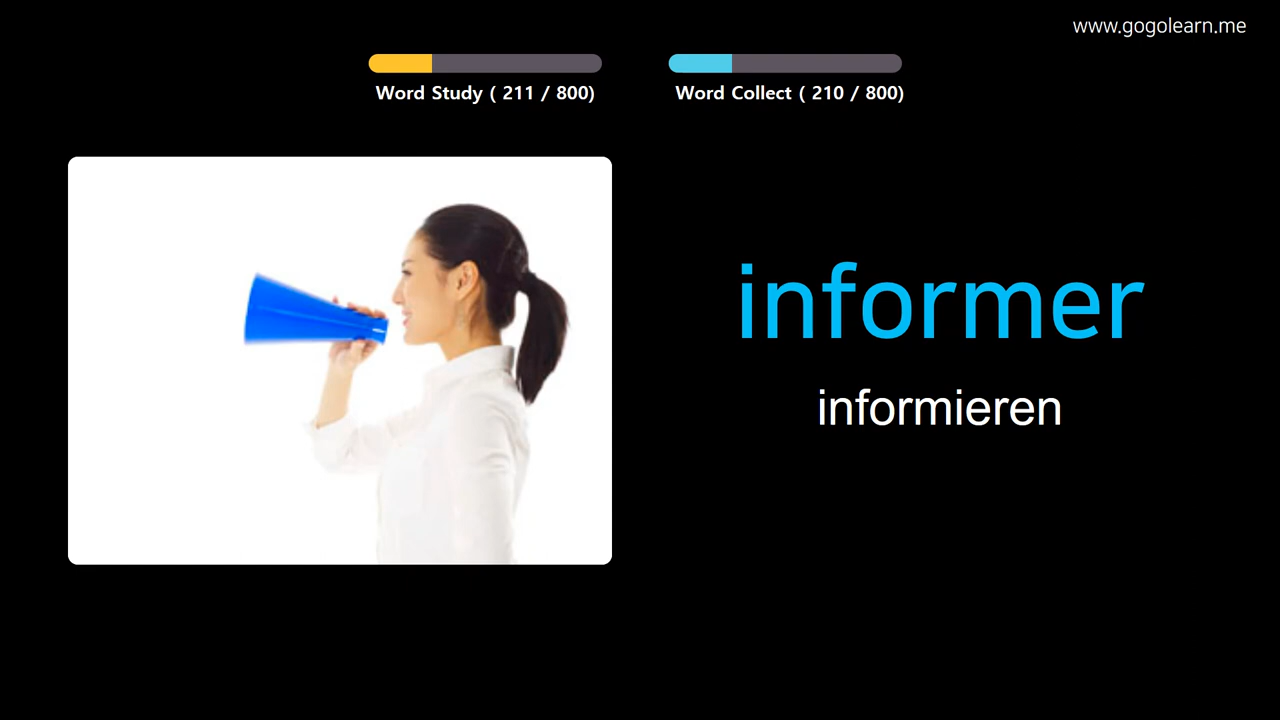 www.gogolearn.me
Word Study ( 211 / 800)
Word Collect ( 210 / 800)
informer
informieren